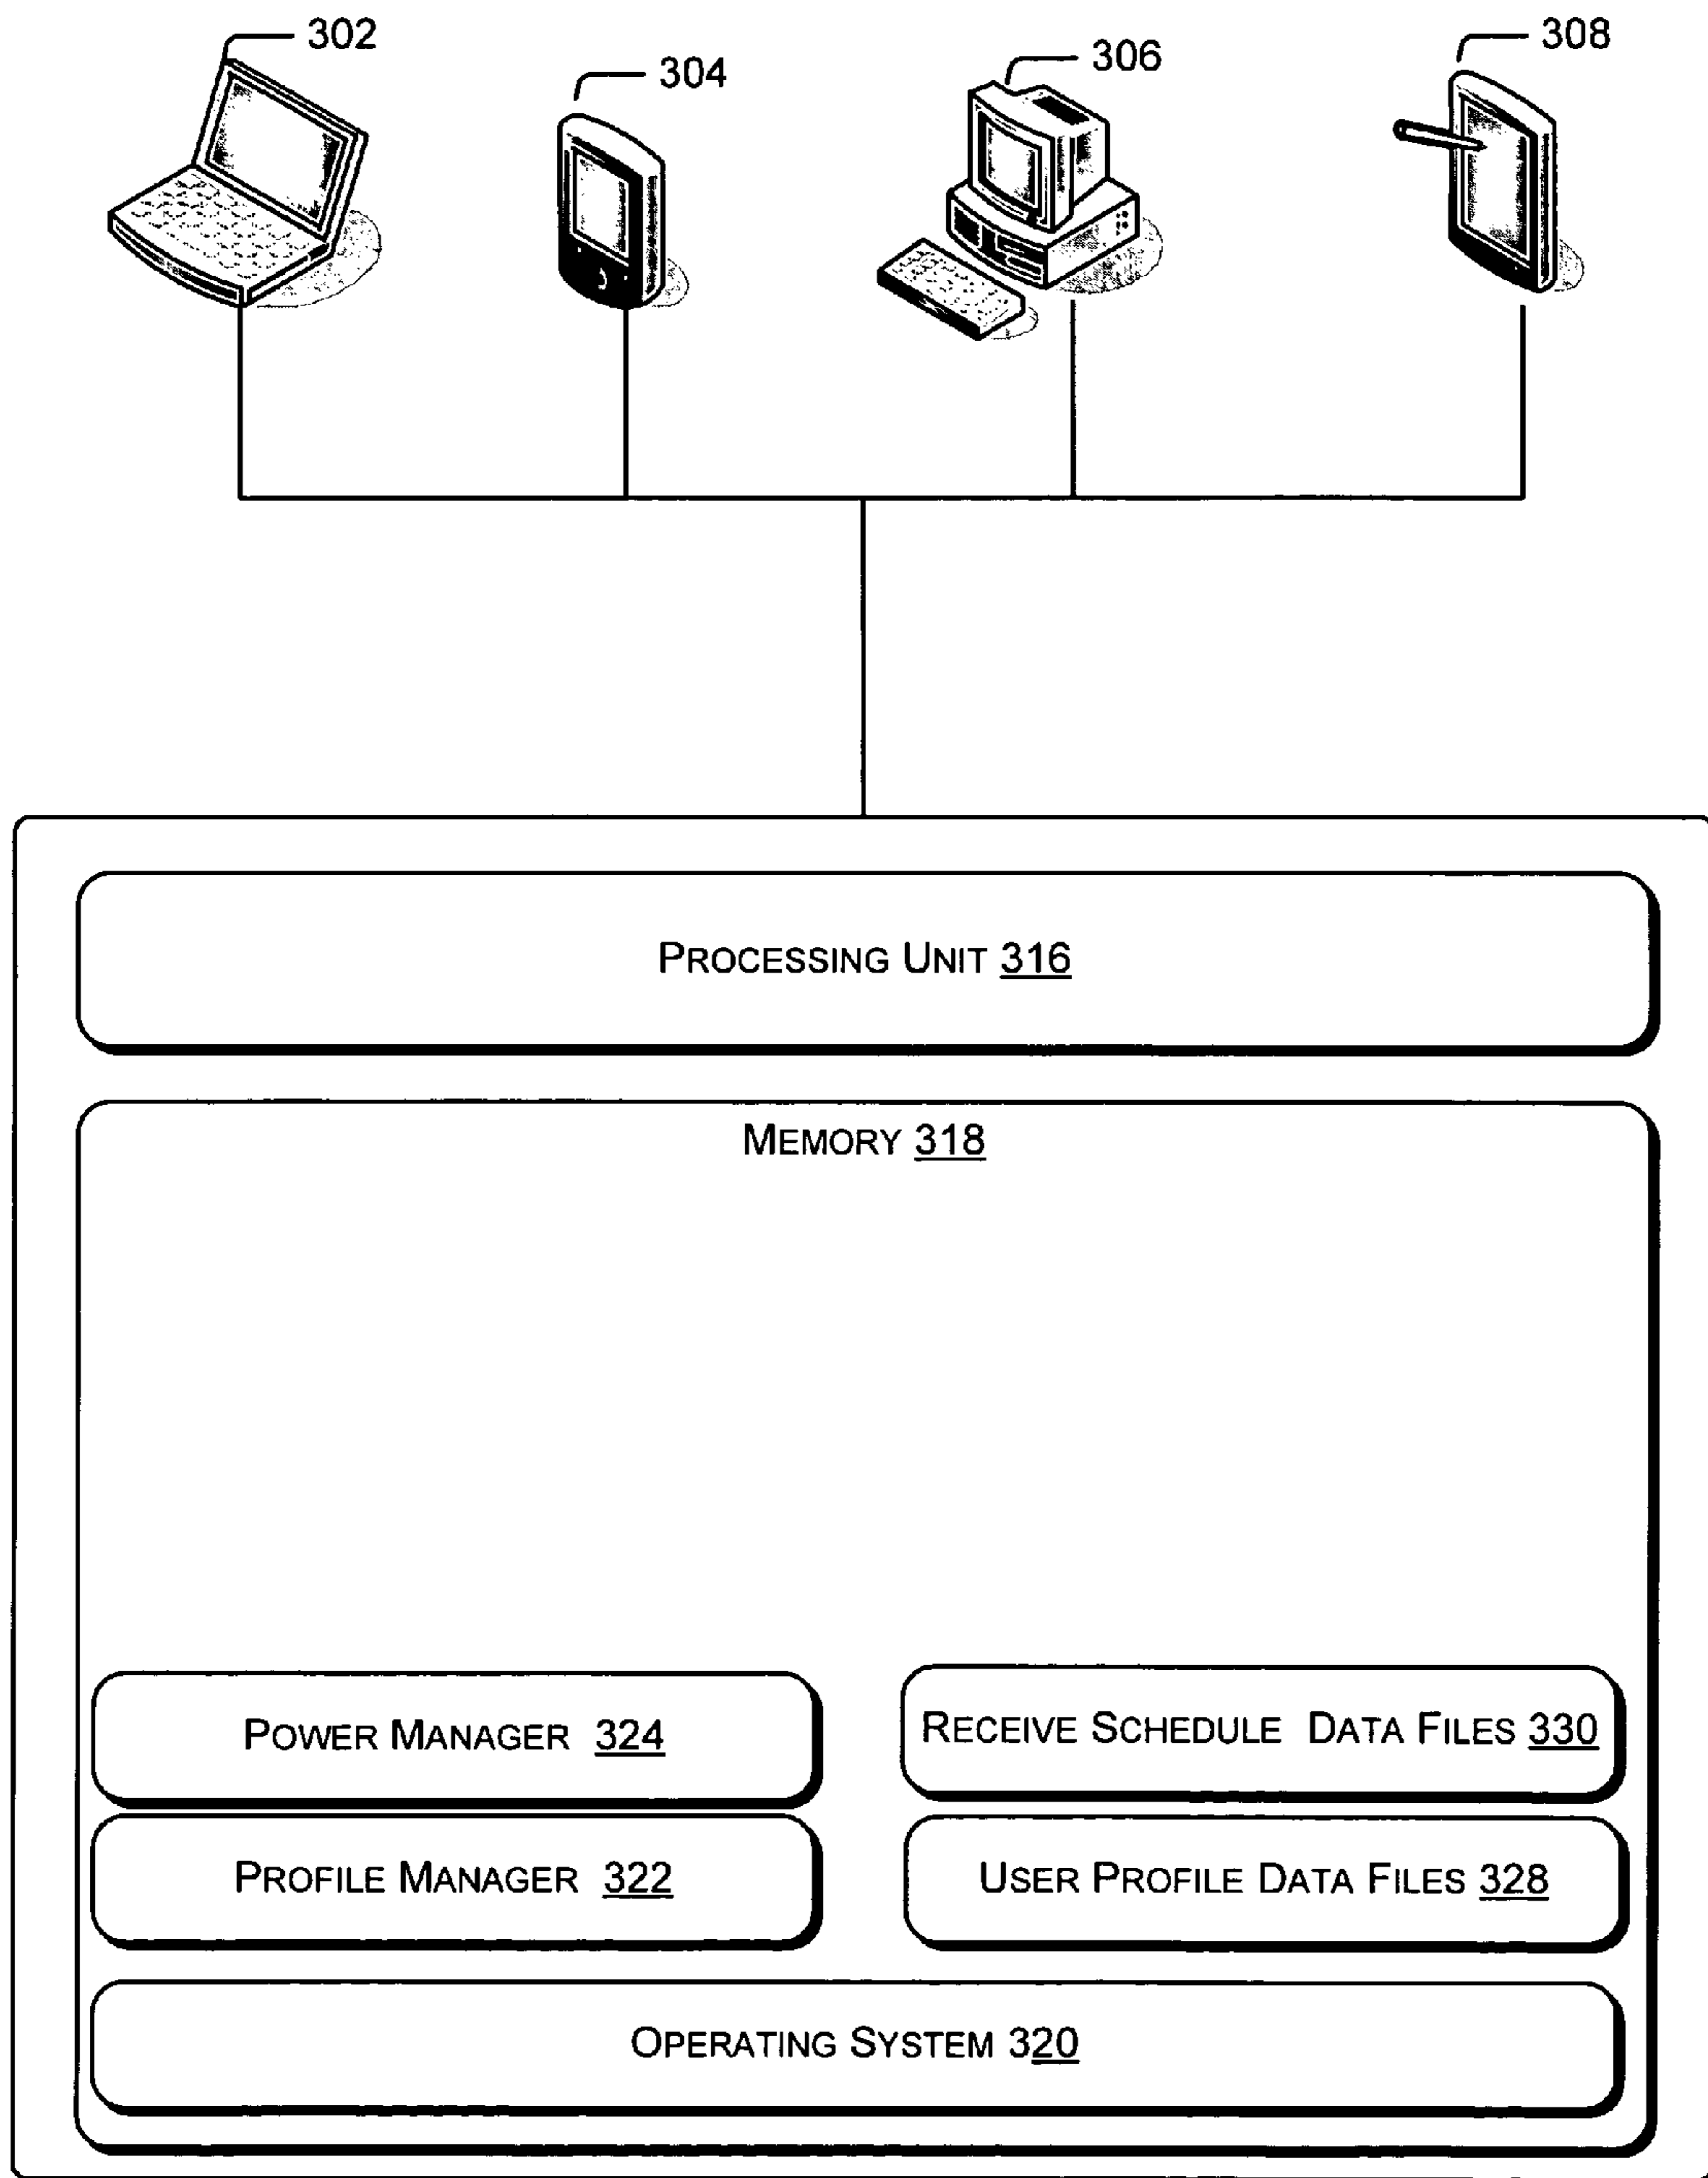 302
304
306
308
PROCESSING UNIT 316
MEMORY 318
POWER MANAGER 324
RECEIVE SCHEDULE DATA FILES 330
PROFILE MANAGER 322
USER PROFILE DATA FILES 328
OPERATING SYSTEM 320